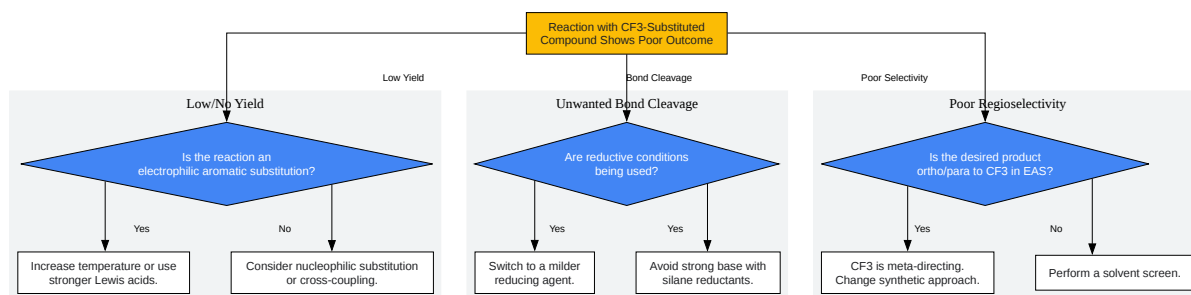 Reaction with CF3-Substituted
Compound Shows Poor Outcome
Low Yield
Bond Cleavage
Poor Selectivity
Low/No Yield
Unwanted Bond Cleavage
Poor Regioselectivity
Is the reaction an
electrophilic aromatic substitution?
Are reductive conditions
being used?
Is the desired product
ortho/para to CF3 in EAS?
Yes
No
Yes
Yes
Yes
No
Increase temperature or use
stronger Lewis acids.
Consider nucleophilic substitution
or cross-coupling.
Switch to a milder
reducing agent.
Avoid strong base with
silane reductants.
CF3 is meta-directing.
Change synthetic approach.
Perform a solvent screen.